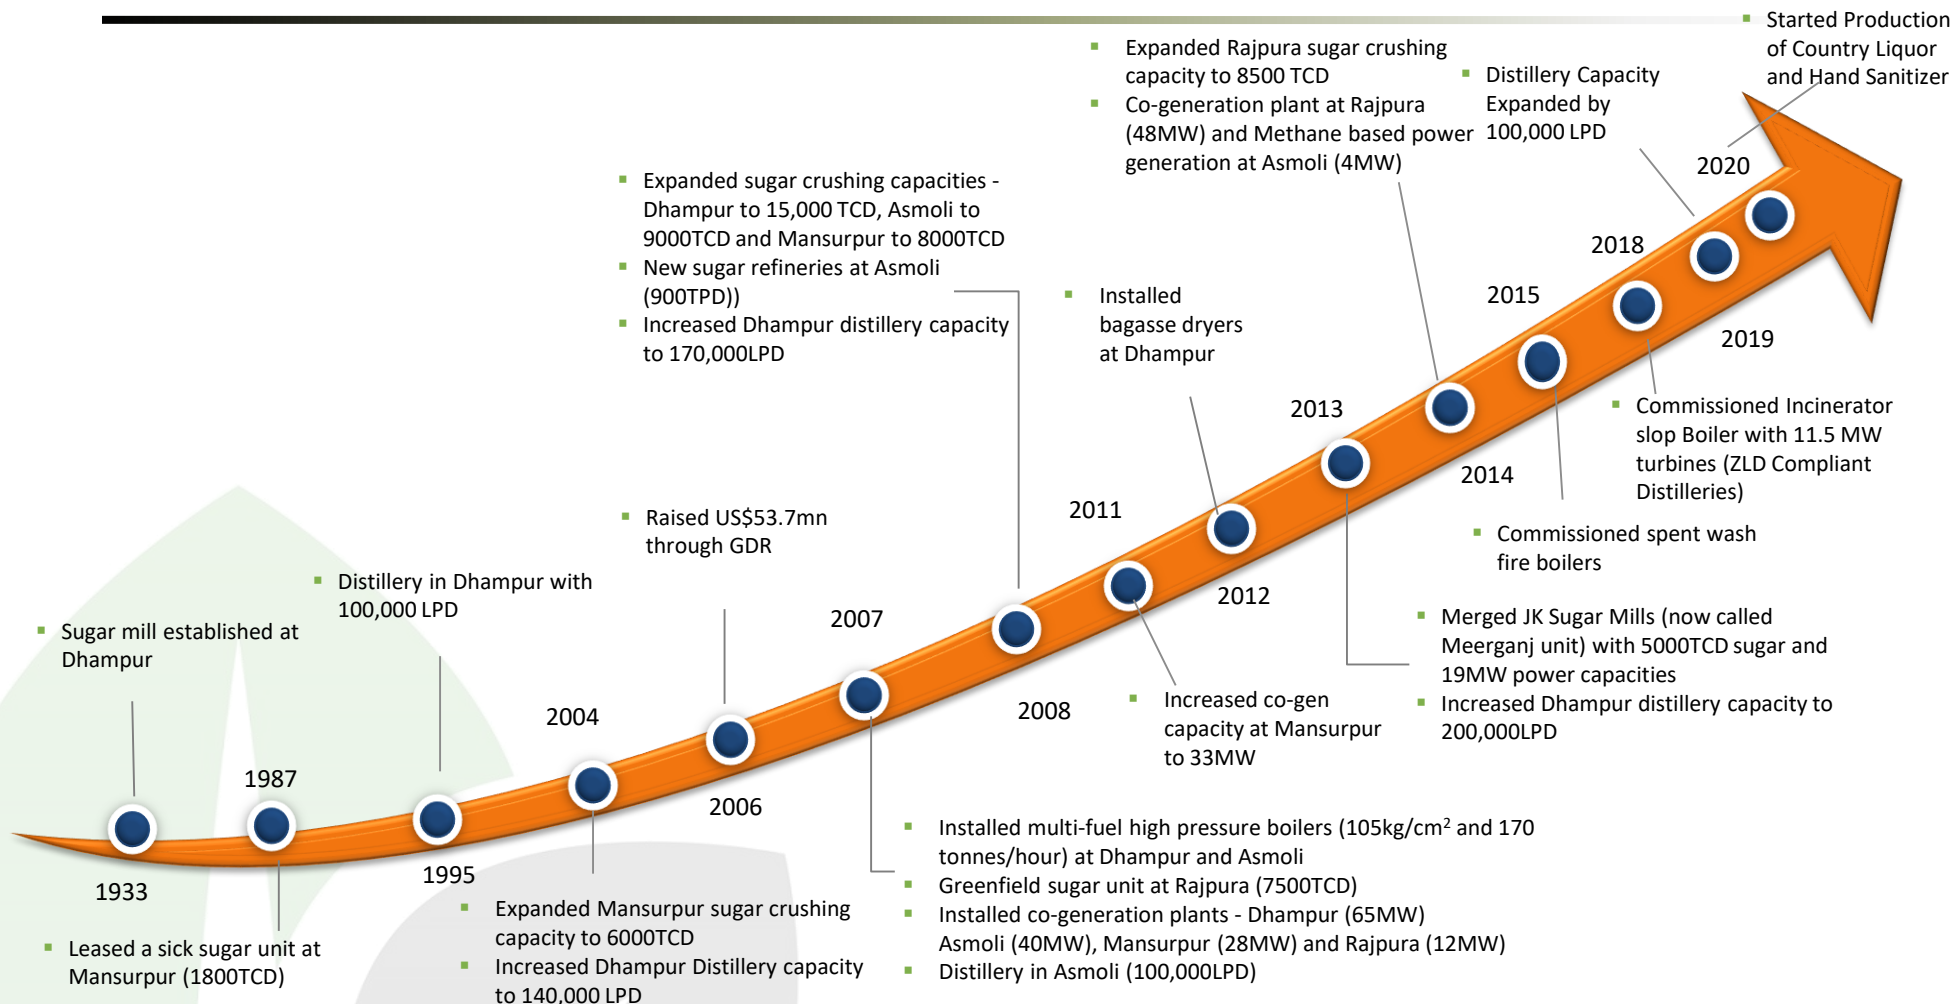 Sugar mill established at
Dhampur
1933
1987
Leased a sick sugar unit at
Mansurpur (1800TCD)
Distillery in Dhampur with
100,000 LPD
1995
2004
Expanded Mansurpur sugar crushing
capacity to 6000TCD
Increased Dhampur Distillery capacity
to 140,000 LPD
Raised US$53.7mn
through GDR
2006
2007
Installed multi-fuel high pressure boilers (105kg/cm² and 170
tonnes/hour) at Dhampur and Asmoli
Greenfield sugar unit at Rajpura (7500TCD)
Installed co-generation plants - Dhampur (65MW)
Asmoli (40MW), Mansurpur (28MW) and Rajpura (12MW)
Distillery in Asmoli (100,000LPD)
Expanded sugar crushing capacities -
Dhampur to 15,000 TCD, Asmoli to
9000TCD and Mansurpur to 8000TCD
New sugar refineries at Asmoli
(900TPD))
Increased Dhampur distillery capacity
to 170,000LPD
2008
2011
Increased co-gen
capacity at Mansurpur
to 33MW
Installed
bagasse dryers
at Dhampur
2012
2013
Merged JK Sugar Mills (now called
Meerganj unit) with 5000TCD sugar and
19MW power capacities
Increased Dhampur distillery capacity to
200,000LPD
Expanded Rajpura sugar crushing
capacity to 8500 TCD
Co-generation plant at Rajpura
(48MW) and Methane based power
generation at Asmoli (4MW)
2014
2015
Commissioned spent wash
fire boilers
2018
Commissioned Incinerator
slop Boiler with 11.5 MW
turbines (ZLD Compliant
Distilleries)
Distillery Capacity
Expanded by
100,000 LPD
2019
2020
Started Production
of Country Liquor
and Hand Sanitizer